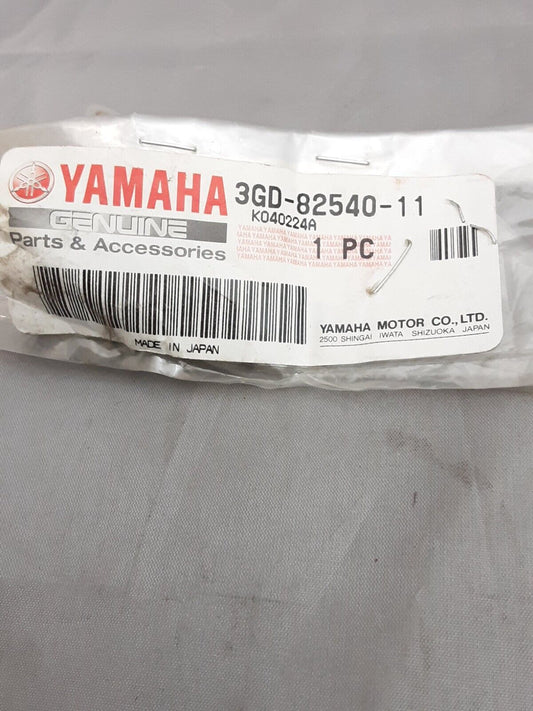 YAMAHA
GENUINE
Parts & Accessories
3GD-82540-11
K040224A
1 PC
MADE IN JAPAN
YAMAHA MOTOR CO., LTD.
2500 SHINGAI IWATA SHIZUOKA JAPAN